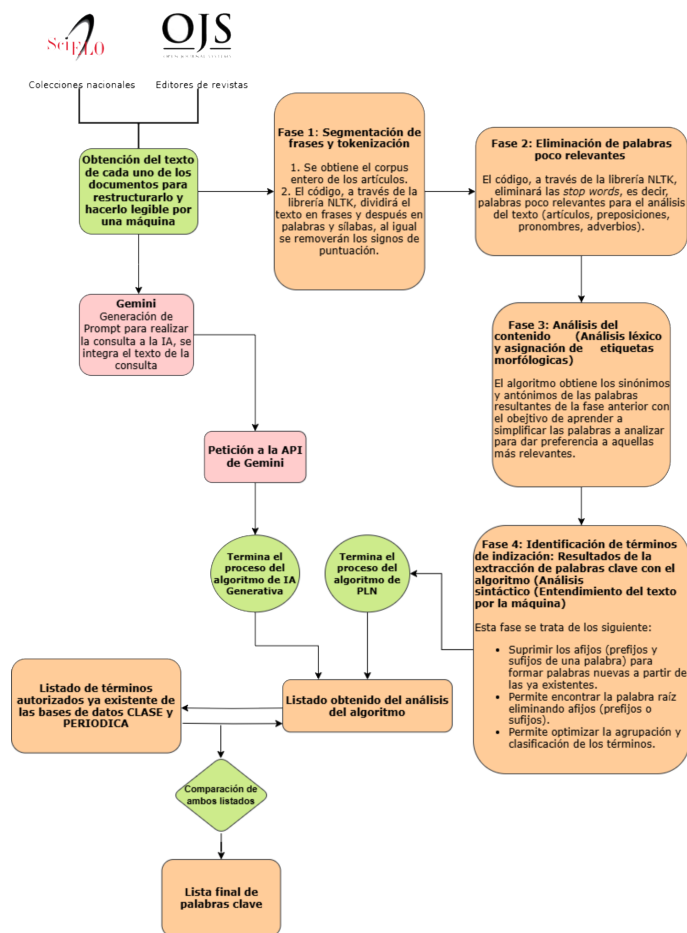 SciELO
OJS
Colecciones nacionales
Editores de revistas
Obtención del texto
de cada uno de los
documentos para
restructurarlo y
hacerlo legible por
una máquina
Fase 1: Segmentación de
frases y tokenización
1. Se obtiene el corpus
entero de los artículos.
2. El código, a través de la
librería NLTK, dividirá el
texto en frases y después en
palabras y sílabas, al igual
se removerán los signos de
puntuación.
Fase 2: Eliminación de palabras
poco relevantes
El código, a través de la librería NLTK,
eliminará las stop words, es decir,
palabras poco relevantes para el análisis
del texto (artículos, preposiciones,
pronombres, adverbios).
Gemini
Generación de
Prompt para realizar
la consulta a la IA, se
integra el texto de la
consulta
Fase 3: Análisis del
contenido (Análisis léxico
y asignación de etiquetas
morfólogicas)
El algoritmo obtiene los sinónimos
y antónimos de las palabras
resultantes de la fase anterior con
el obejtivo de aprender a
simplificar las palabras a analizar
para dar preferencia a aquellas
más relevantes.
Petición a la API
de Gemini
Termina el
proceso del
algoritmo de IA
Generativa
Termina el
proceso del
algoritmo de
PLN
Fase 4: Identificación de términos
de indización: Resultados de la
extracción de palabras clave con el
algoritmo (Análisis
sintáctico (Entendimiento del texto
por la máquina)
Esta fase se trata de los siguiente:
• Suprimir los afijos (prefijos y
sufijos de una palabra) para
formar palabras nuevas a partir de
las ya existentes.
• Permite encontrar la palabra raíz
eliminando afijos (prefijos o
sufijos).
• Permite optimizar la agrupación y
clasificación de los términos.
Listado de términos
autorizados ya existente de
las bases de datos CLASE y
PERIODICA
Listado obtenido del análisis
del algoritmo
Comparación de
ambos listados
Lista final de
palabras clave